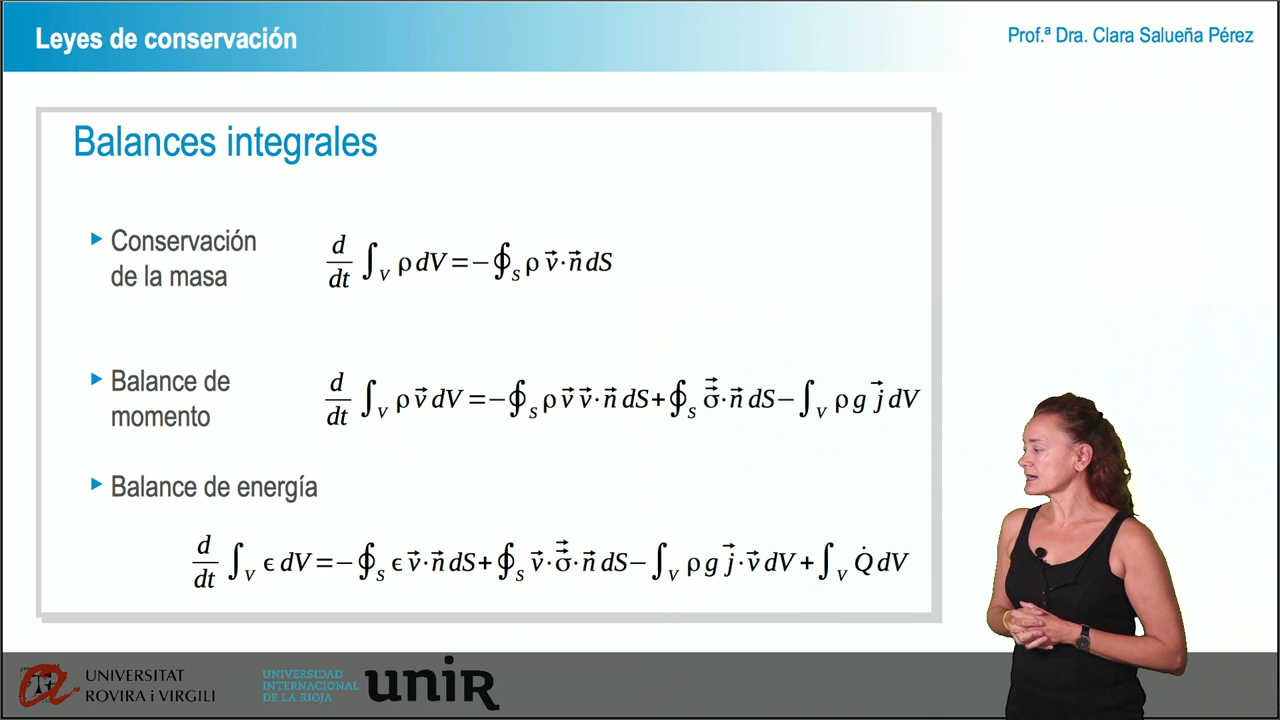 Leyes de conservación
Prof.ª Dra. Clara Salueña Pérez
Balances integrales
Conservación
de la masa
d/dt ∫_V ρ dV = − ∮_S ρ v⃗·n⃗ dS
Balance de
momento
d/dt ∫_V ρ v⃗ dV = − ∮_S ρ v⃗ v⃗·n⃗ dS + ∮_S σ⃗⃗·n⃗ dS − ∫_V ρ g j⃗ dV
Balance de energía
d/dt ∫_V ϵ dV = − ∮_S ϵ v⃗·n⃗ dS + ∮_S v⃗·σ⃗⃗·n⃗ dS − ∫_V ρ g j⃗·v⃗ dV + ∫_V Q̇ dV
UNIVERSITAT
ROVIRA i VIRGILI
UNIVERSIDAD
INTERNACIONAL
DE LA RIOJA
unir